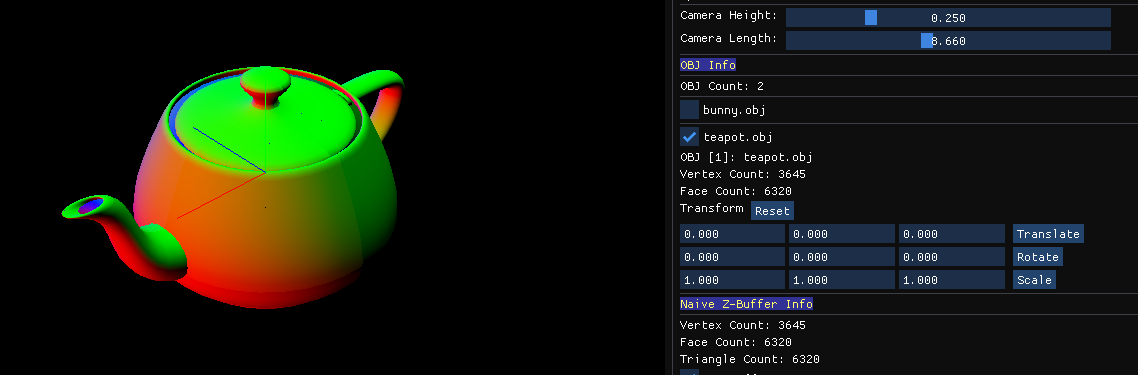 Camera Height: 0.250
Camera Length: 8.660
OBJ Info
OBJ Count: 2
bunny.obj
teapot.obj
OBJ [1]: teapot.obj
Vertex Count: 3645
Face Count: 6320
Transform Reset
0.000 0.000 0.000 Translate
0.000 0.000 0.000 Rotate
1.000 1.000 1.000 Scale
Naive Z-Buffer Info
Vertex Count: 3645
Face Count: 6320
Triangle Count: 6320